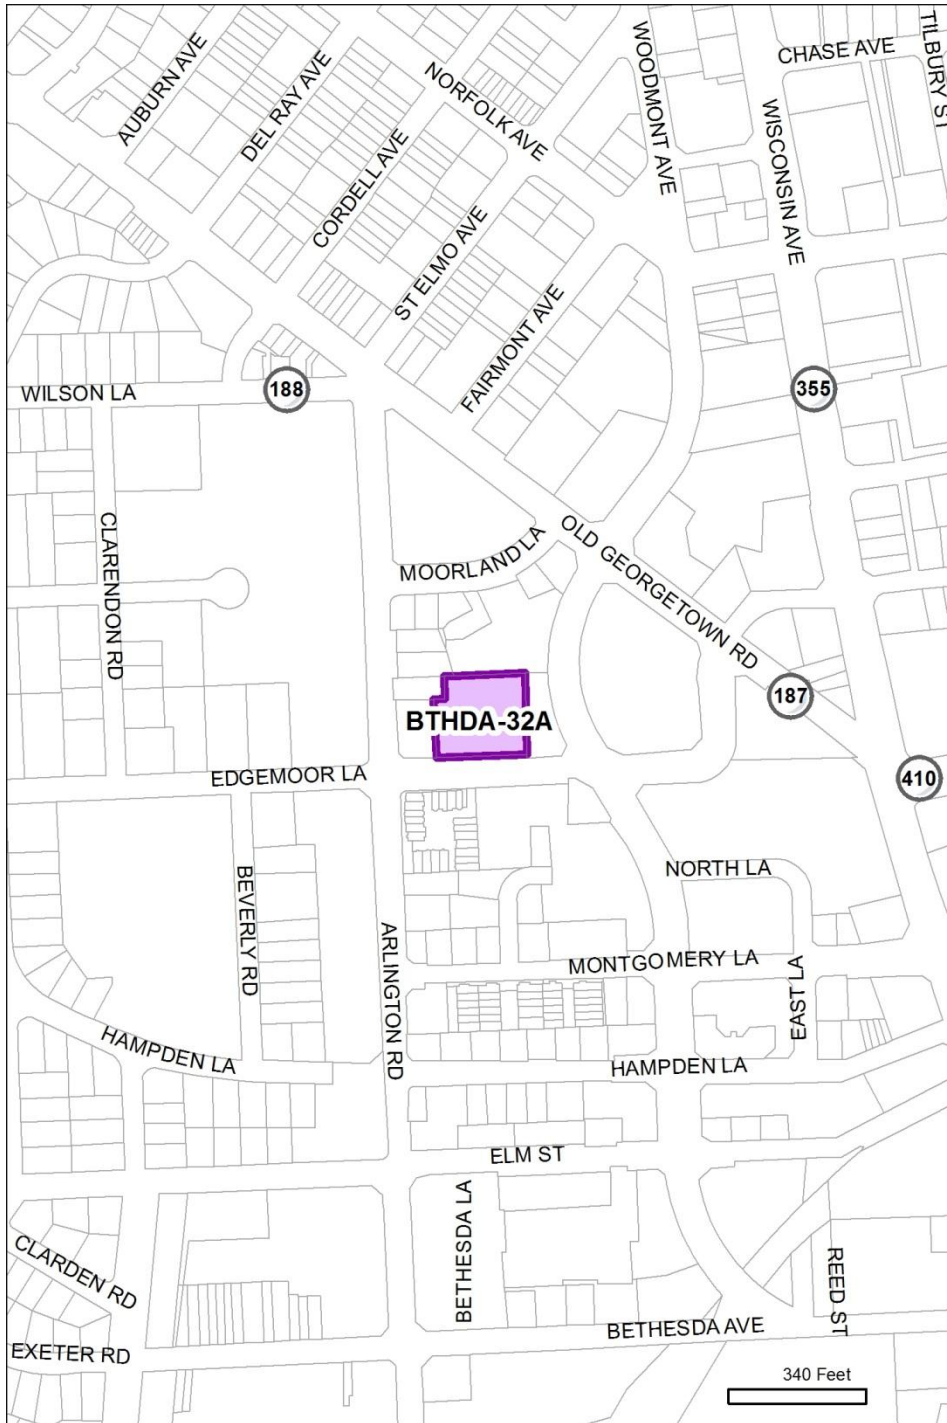 TILBURY ST
CHASE AVE
WOODMONT AVE
AUBURN AVE
DEL RAY AVE
NORFOLK AVE
WISCONSIN AVE
CORDELL AVE
ST ELMO AVE
FAIRMONT AVE
WILSON LA
188
355
CLARENDON RD
MOORLAND LA
OLD GEORGETOWN RD
187
BTHDA-32A
EDGEMOOR LA
410
NORTH LA
BEVERLY RD
ARLINGTON RD
MONTGOMERY LA
EAST LA
HAMPDEN LA
HAMPDEN LA
ELM ST
BETHESDA LA
CLARDEN RD
REED ST
BETHESDA AVE
EXETER RD
340 Feet